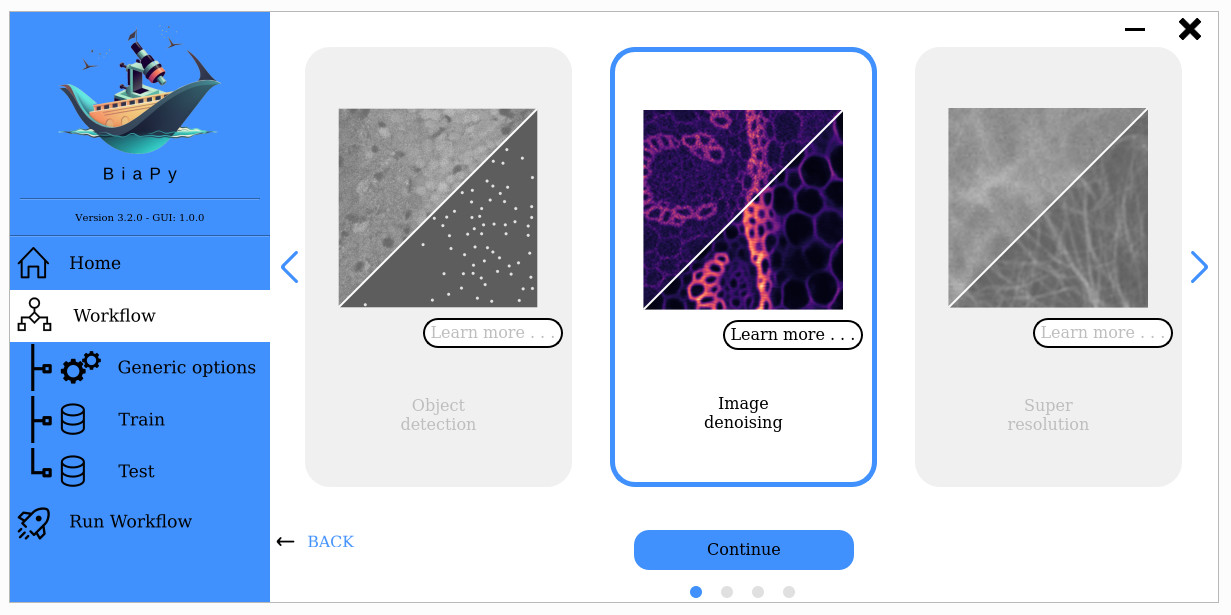 BiaPy
Version 3.2.0 - GUI: 1.0.0
Home
Workflow
Generic options
Train
Test
Run Workflow
Learn more . . .
Object
detection
Learn more . . .
Image
denoising
Learn more . . .
Super
resolution
BACK
Continue